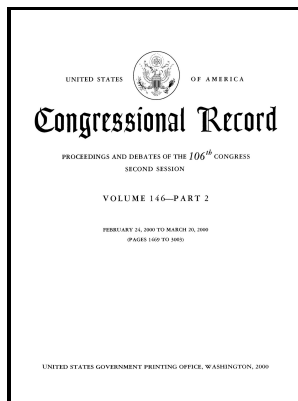 UNITED STATES OF AMERICA
Congressional Record
PROCEEDINGS AND DEBATES OF THE 106th CONGRESS
SECOND SESSION
VOLUME 146—PART 2
FEBRUARY 24, 2000 TO MARCH 20, 2000
(PAGES 1469 TO 3003)
UNITED STATES GOVERNMENT PRINTING OFFICE, WASHINGTON, 2000